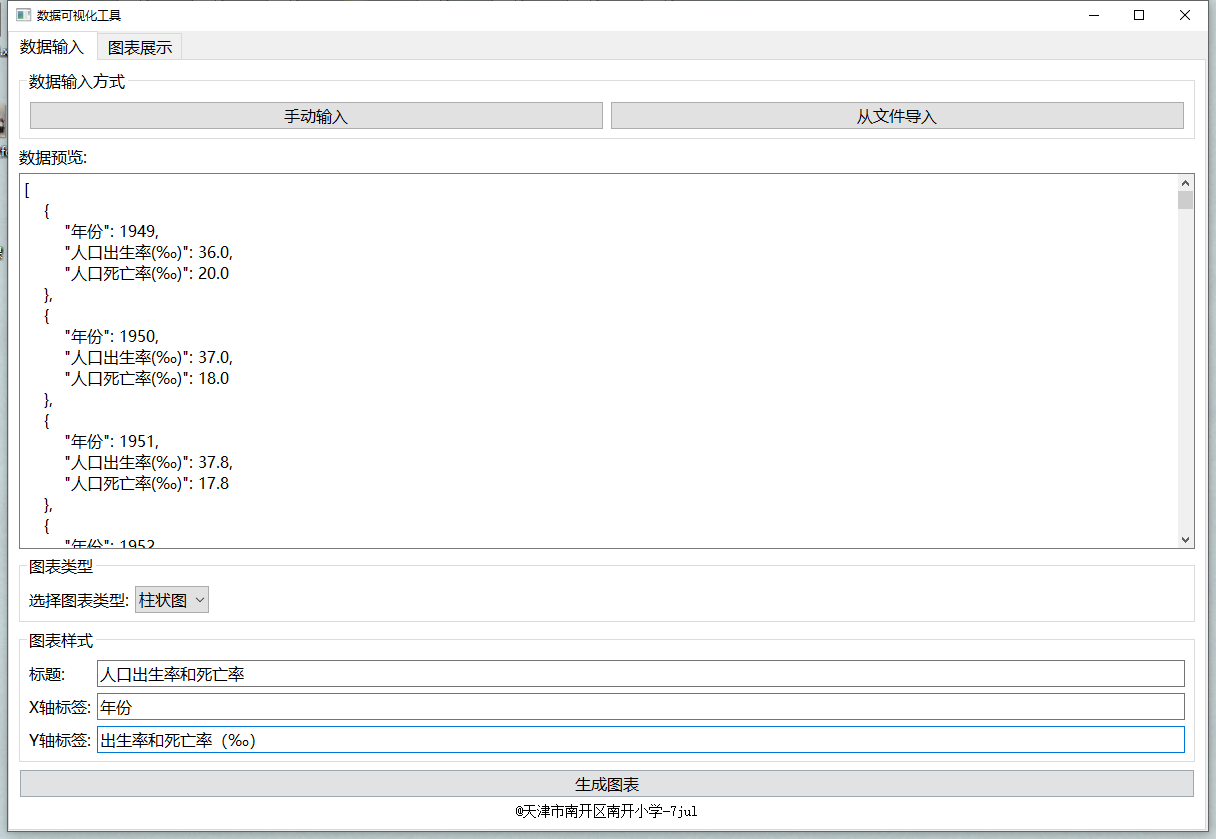 数据可视化工具
数据输入 图表展示
数据输入方式
手动输入 从文件导入
数据预览:
[
{
"年份": 1949,
"人口出生率(‰)": 36.0,
"人口死亡率(‰)": 20.0
},
{
"年份": 1950,
"人口出生率(‰)": 37.0,
"人口死亡率(‰)": 18.0
},
{
"年份": 1951,
"人口出生率(‰)": 37.8,
"人口死亡率(‰)": 17.8
},
{
"年份": 1952
图表类型
选择图表类型: 柱状图
图表样式
标题: 人口出生率和死亡率
X轴标签: 年份
Y轴标签: 出生率和死亡率（‰）
生成图表
@天津市南开区南开小学-7jul